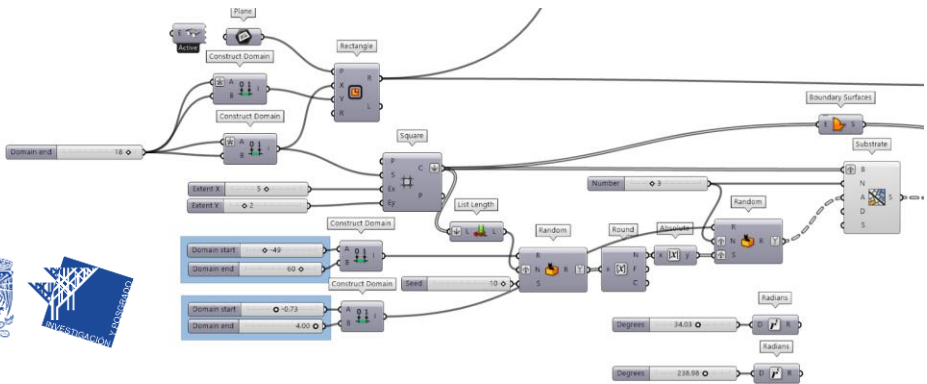 Plane
E
Active
Construct Domain
A
B
I
Rectangle
P
X
Y
R
R
L
Construct Domain
A
B
I
Domain end 18
Square
P
S
Ex
Ey
C
P
Extent X 5
Extent Y 2
Boundary Surfaces
E S
Substrate
B
N
A
D
S
S
Number 3
List Length
L L
Construct Domain
A
B
I
Domain start -49
Domain end 60
Random
R
N
S
R
Round
x
N
F
C
Absolute
x y
Random
R
N
S
R
Seed 10
Construct Domain
A
B
I
Domain start -0.73
Domain end 4.00
Radians
Degrees 34.03
D R
Radians
Degrees 238.98
D R
INVESTIGACIÓN
Y POSGRADO